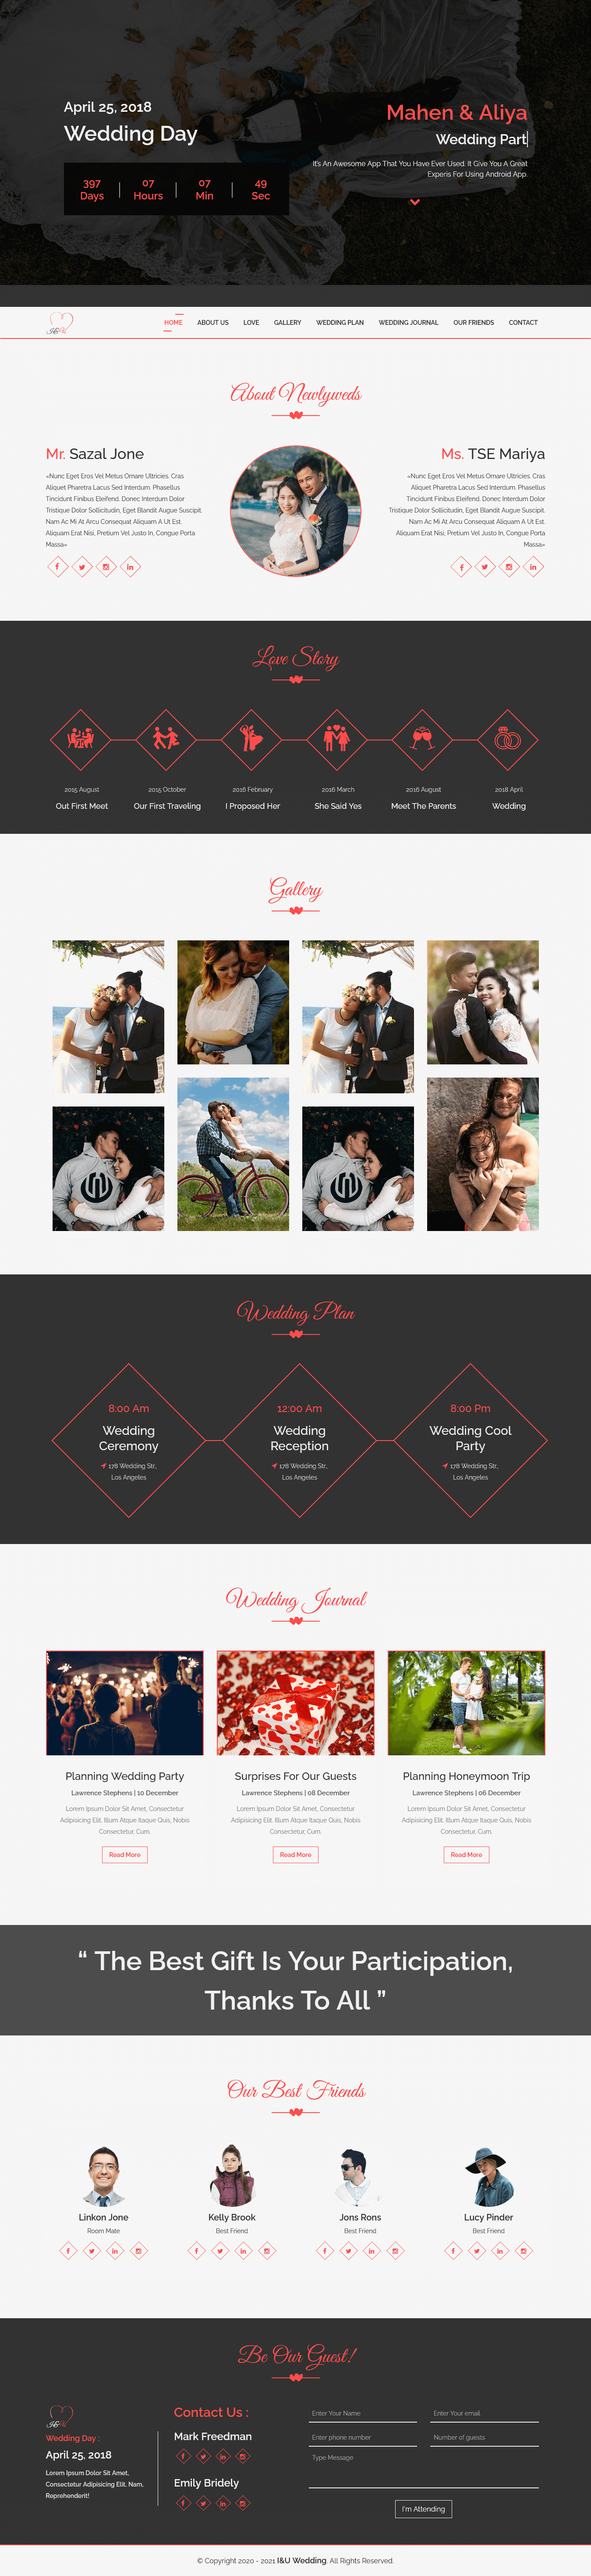 April 25, 2018
Wedding Day
397 Days
07 Hours
07 Min
49 Sec
Mahen & Aliya
Wedding Part
It's An Awesome App That You Have Ever Used. It Give You A Great
Experis For Using Android App.
I&U
HOME ABOUT US LOVE GALLERY WEDDING PLAN WEDDING JOURNAL OUR FRIENDS CONTACT
About Newlyweds
Mr. Sazal Jone
«Nunc Eget Eros Vel Metus Ornare Ultricies. Cras
Aliquet Pharetra Lacus Sed Interdum. Phasellus
Tincidunt Finibus Eleifend. Donec Interdum Dolor
Tristique Dolor Sollicitudin, Eget Blandit Augue Suscipit.
Nam Ac Mi At Arcu Consequat Aliquam A Ut Est.
Aliquam Erat Nisi, Pretium Vel Justo In, Congue Porta
Massa»
Ms. TSE Mariya
«Nunc Eget Eros Vel Metus Ornare Ultricies. Cras
Aliquet Pharetra Lacus Sed Interdum. Phasellus
Tincidunt Finibus Eleifend. Donec Interdum Dolor
Tristique Dolor Sollicitudin, Eget Blandit Augue Suscipit.
Nam Ac Mi At Arcu Consequat Aliquam A Ut Est.
Aliquam Erat Nisi, Pretium Vel Justo In, Congue Porta
Massa»
Love Story
2015 August
Out First Meet
2015 October
Our First Traveling
2016 February
I Proposed Her
2016 March
She Said Yes
2016 August
Meet The Parents
2018 April
Wedding
Gallery
Wedding Plan
8:00 Am
Wedding
Ceremony
178 Wedding Str.,
Los Angeles
12:00 Am
Wedding
Reception
178 Wedding Str.,
Los Angeles
8:00 Pm
Wedding Cool
Party
178 Wedding Str.,
Los Angeles
Wedding Journal
Planning Wedding Party
Lawrence Stephens | 10 December
Lorem Ipsum Dolor Sit Amet, Consectetur
Adipisicing Elit. Illum Atque Itaque Quis, Nobis
Consectetur, Cum.
Read More
Surprises For Our Guests
Lawrence Stephens | 08 December
Lorem Ipsum Dolor Sit Amet, Consectetur
Adipisicing Elit. Illum Atque Itaque Quis, Nobis
Consectetur, Cum.
Read More
Planning Honeymoon Trip
Lawrence Stephens | 06 December
Lorem Ipsum Dolor Sit Amet, Consectetur
Adipisicing Elit. Illum Atque Itaque Quis, Nobis
Consectetur, Cum.
Read More
“ The Best Gift Is Your Participation,
Thanks To All ”
Our Best Friends
Linkon Jone
Room Mate
Kelly Brook
Best Friend
Jons Rons
Best Friend
Lucy Pinder
Best Friend
Be Our Guest!
I&U
Wedding Day :
April 25, 2018
Lorem Ipsum Dolor Sit Amet,
Consectetur Adipisicing Elit. Nam,
Reprehenderit!
Contact Us :
Mark Freedman
Emily Bridely
Enter Your Name
Enter Your email
Enter phone number
Number of guests
Type Message
I'm Attending
© Copyright 2020 - 2021 I&U Wedding. All Rights Reserved.